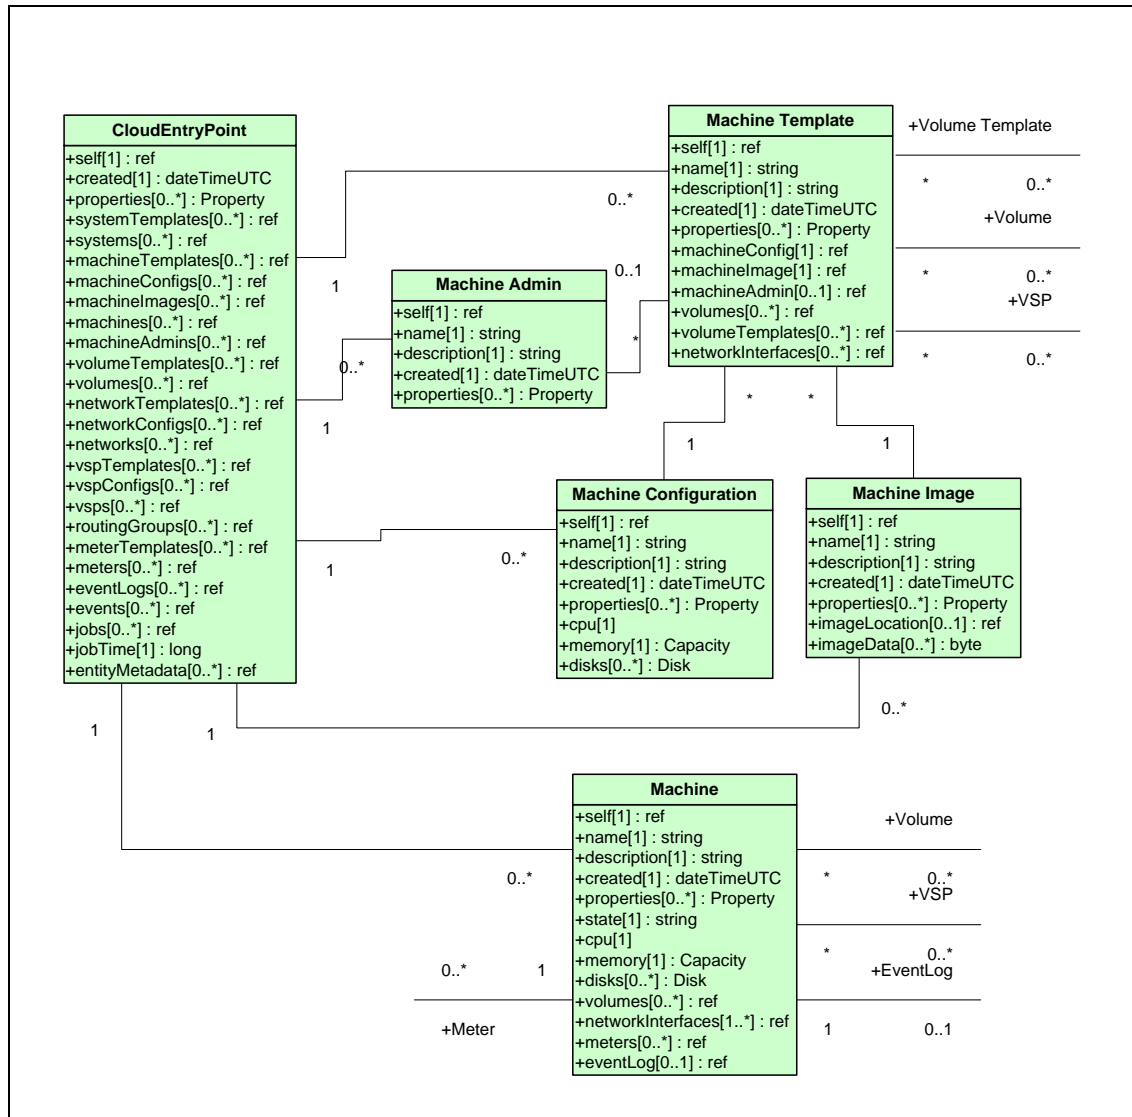 CloudEntryPoint
+self[1] : ref
+created[1] : dateTimeUTC
+properties[0..*] : Property
+systemTemplates[0..*] : ref
+systems[0..*] : ref
+machineTemplates[0..*] : ref
+machineConfigs[0..*] : ref
+machineImages[0..*] : ref
+machines[0..*] : ref
+machineAdmins[0..*] : ref
+volumeTemplates[0..*] : ref
+volumes[0..*] : ref
+networkTemplates[0..*] : ref
+networkConfigs[0..*] : ref
+networks[0..*] : ref
+vspTemplates[0..*] : ref
+vspConfigs[0..*] : ref
+vsps[0..*] : ref
+routingGroups[0..*] : ref
+meterTemplates[0..*] : ref
+meters[0..*] : ref
+eventLogs[0..*] : ref
+events[0..*] : ref
+jobs[0..*] : ref
+jobTime[1] : long
+entityMetadata[0..*] : ref
Machine Template
+self[1] : ref
+name[1] : string
+description[1] : string
+created[1] : dateTimeUTC
+properties[0..*] : Property
+machineConfig[1] : ref
+machineImage[1] : ref
+machineAdmin[0..1] : ref
+volumes[0..*] : ref
+volumeTemplates[0..*] : ref
+networkInterfaces[0..*] : ref
+Volume Template
* 0..*
+Volume
* 0..*
+VSP
* 0..*
0..*
1
0..1
*
Machine Admin
+self[1] : ref
+name[1] : string
+description[1] : string
+created[1] : dateTimeUTC
+properties[0..*] : Property
0..*
1
* *
1 1
Machine Configuration
+self[1] : ref
+name[1] : string
+description[1] : string
+created[1] : dateTimeUTC
+properties[0..*] : Property
+cpu[1]
+memory[1] : Capacity
+disks[0..*] : Disk
1 0..*
Machine Image
+self[1] : ref
+name[1] : string
+description[1] : string
+created[1] : dateTimeUTC
+properties[0..*] : Property
+imageLocation[0..1] : ref
+imageData[0..*] : byte
0..*
1 1
Machine
+self[1] : ref
+name[1] : string
+description[1] : string
+created[1] : dateTimeUTC
+properties[0..*] : Property
+state[1] : string
+cpu[1]
+memory[1] : Capacity
+disks[0..*] : Disk
+volumes[0..*] : ref
+networkInterfaces[1..*] : ref
+meters[0..*] : ref
+eventLog[0..1] : ref
0..*
0..* 1
+Meter
+Volume
* 0..*
+VSP
* 0..*
+EventLog
1 0..1